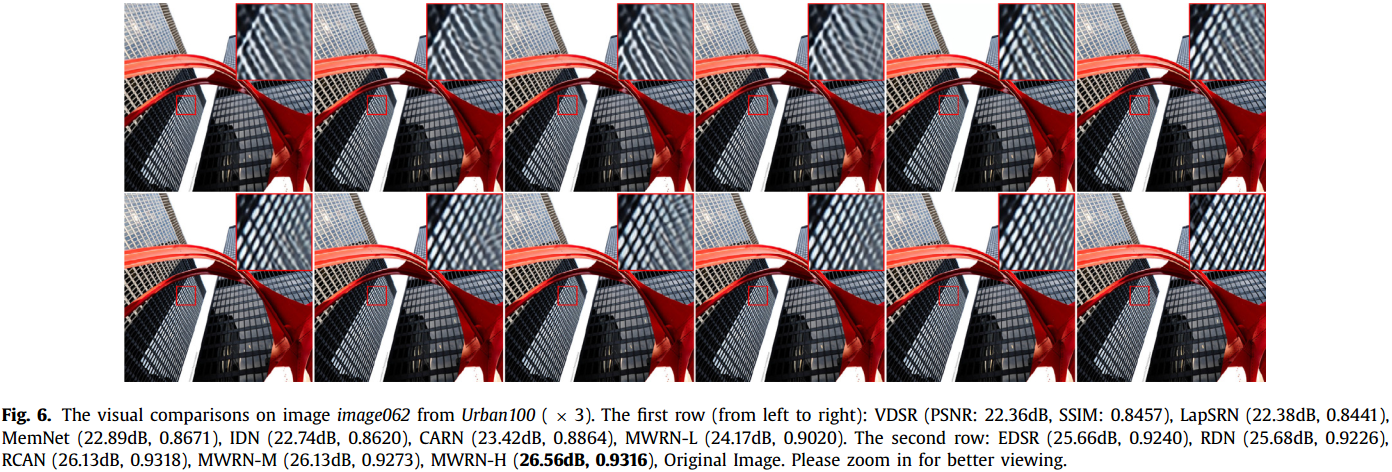 Fig. 6. The visual comparisons on image image062 from Urban100 ( × 3). The first row (from left to right): VDSR (PSNR: 22.36dB, SSIM: 0.8457), LapSRN (22.38dB, 0.8441),
MemNet (22.89dB, 0.8671), IDN (22.74dB, 0.8620), CARN (23.42dB, 0.8864), MWRN-L (24.17dB, 0.9020). The second row: EDSR (25.66dB, 0.9240), RDN (25.68dB, 0.9226),
RCAN (26.13dB, 0.9318), MWRN-M (26.13dB, 0.9273), MWRN-H (26.56dB, 0.9316), Original Image. Please zoom in for better viewing.